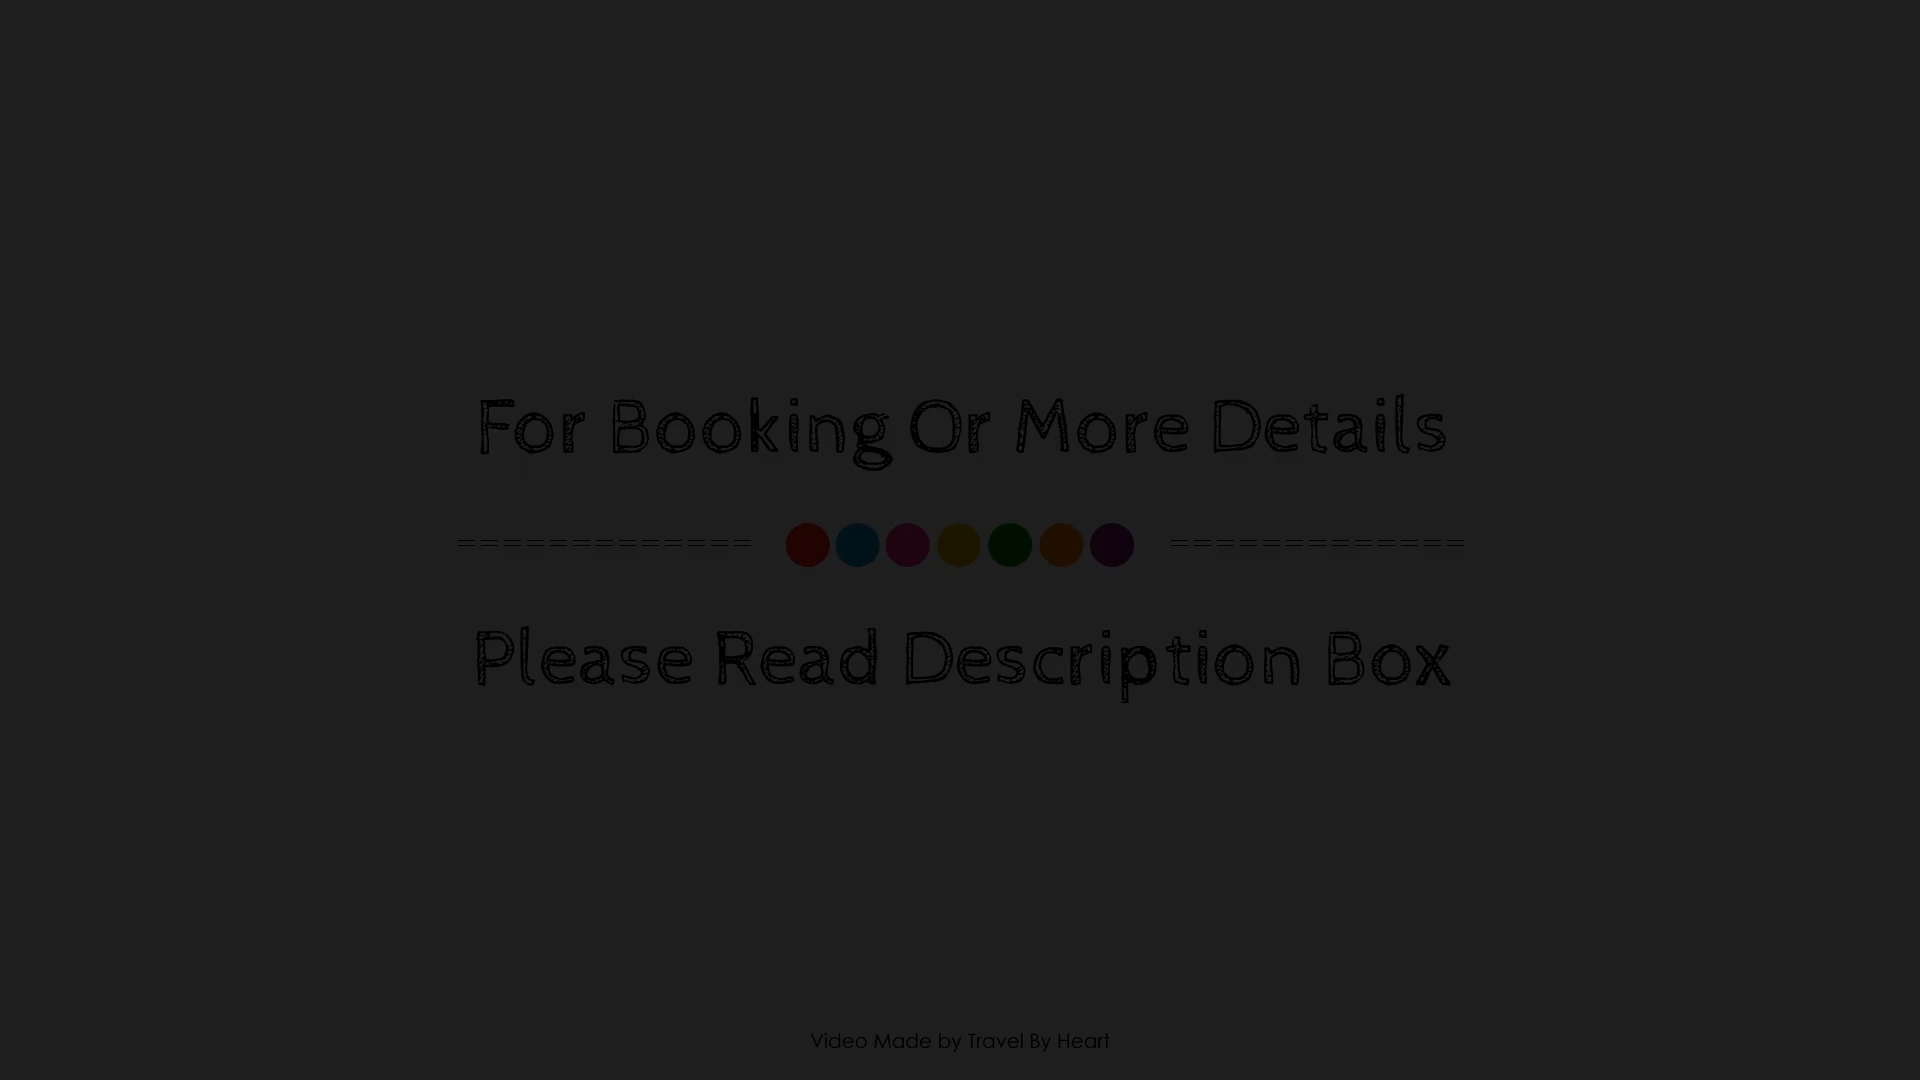 For Booking Or More Details
============= =============
Please Read Description Box
Video Made by Travel By Heart